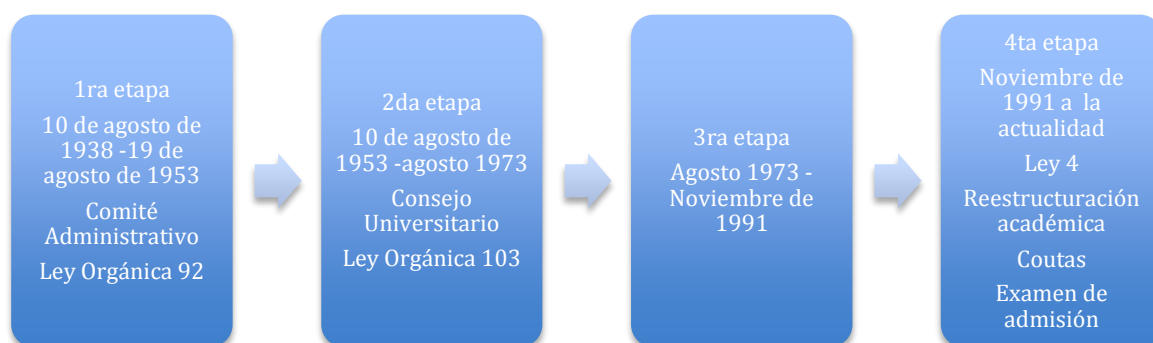 1ra etapa
10 de agosto de
1938 -19 de
agosto de 1953
Comité
Administrativo
Ley Orgánica 92
2da etapa
10 de agosto de
1953 -agosto 1973
Consejo
Universitario
Ley Orgánica 103
3ra etapa
Agosto 1973 -
Noviembre de
1991
4ta etapa
Noviembre de
1991 a la
actualidad
Ley 4
Reestructuración
académica
Coutas
Examen de
admisión